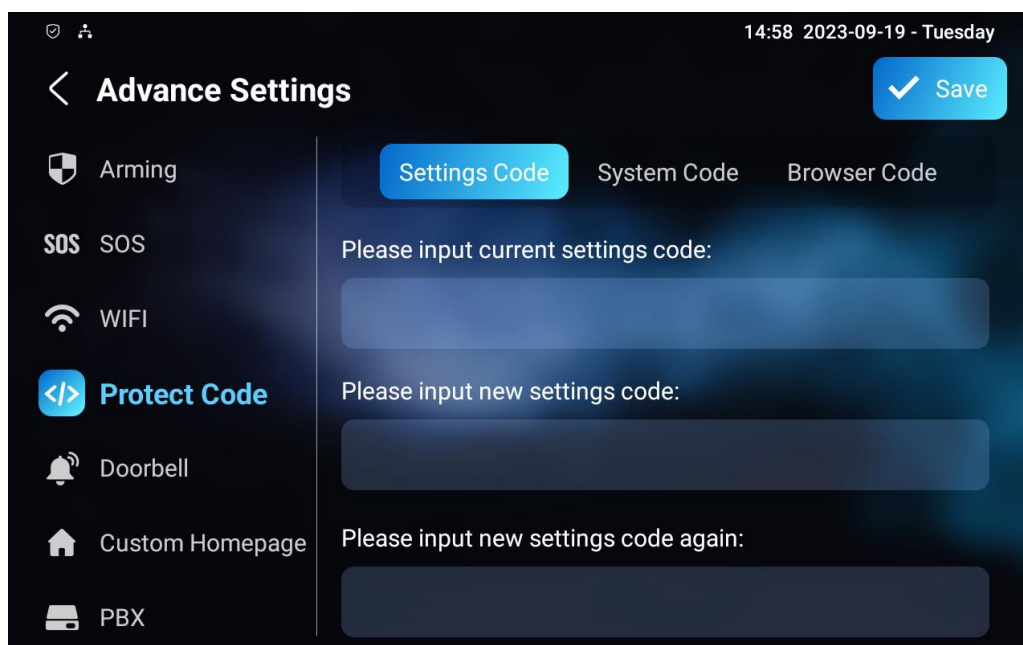 14:58 2023-09-19 - Tuesday
Advance Settings
Save
Arming
SOS SOS
WIFI
</> Protect Code
Doorbell
Custom Homepage
PBX
Settings Code System Code Browser Code
Please input current settings code:
Please input new settings code:
Please input new settings code again: